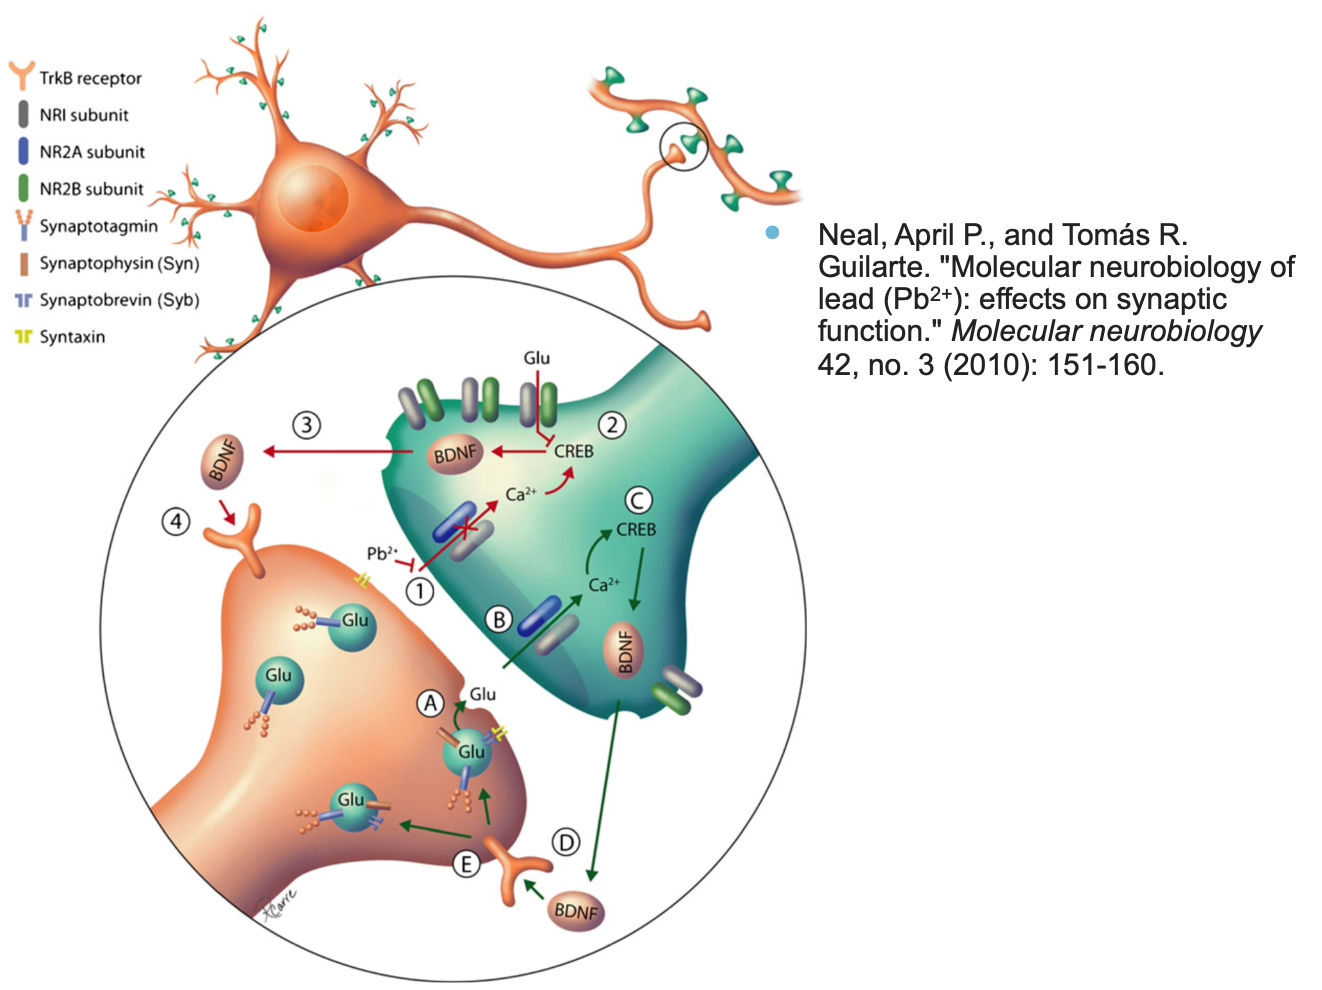 TrkB receptor
NRI subunit
NR2A subunit
NR2B subunit
Synaptotagmin
Synaptophysin (Syn)
Synaptobrevin (Syb)
Syntaxin
Neal, April P., and Tomás R.
Guilarte. "Molecular neurobiology of
lead (Pb²⁺): effects on synaptic
function." Molecular neurobiology
42, no. 3 (2010): 151-160.
Glu
3
2
BDNF
BDNF
CREB
Ca²⁺
C
4
CREB
Pb²⁺
1
Ca²⁺
B
Glu
BDNF
Glu
A
Glu
Glu
Glu
E
D
BDNF